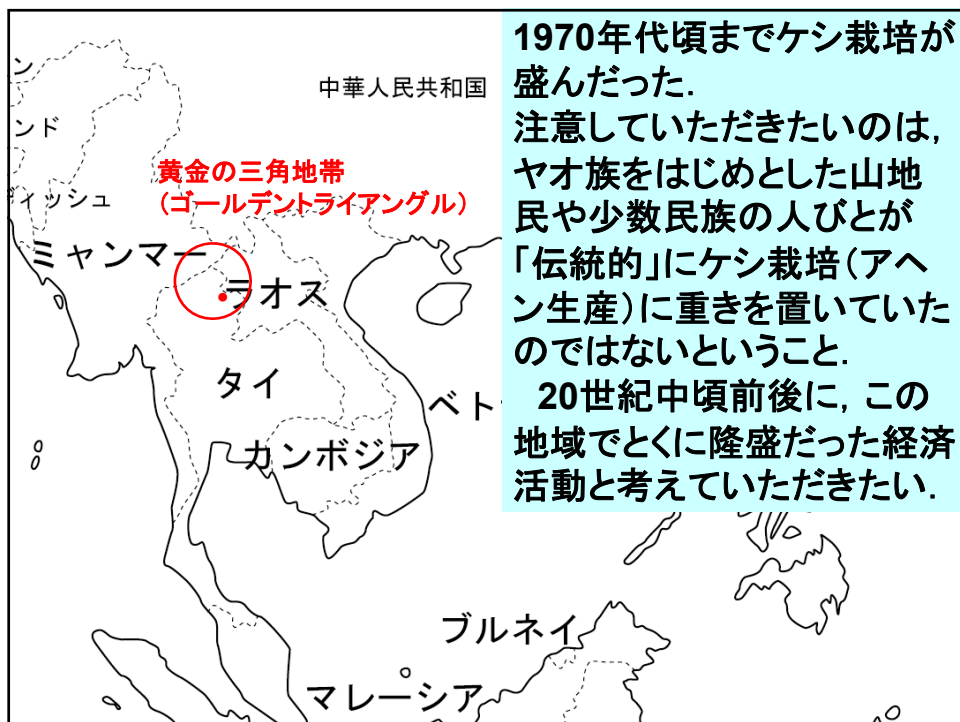 1970年代頃までケシ栽培が
盛んだった.
注意していただきたいのは,
ヤオ族をはじめとした山地
民や少数民族の人びとが
「伝統的」にケシ栽培（アヘ
ン生産）に重きを置いていた
のではないということ.
20世紀中頃前後に, この
地域でとくに隆盛だった経済
活動と考えていただきたい.
ン
中華人民共和国
ンド
黄金の三角地帯
（ゴールデントライアングル）
ディッシュ
ミャンマー
ラオス
タイ
ベト
カンボジア
ブルネイ
マレーシア